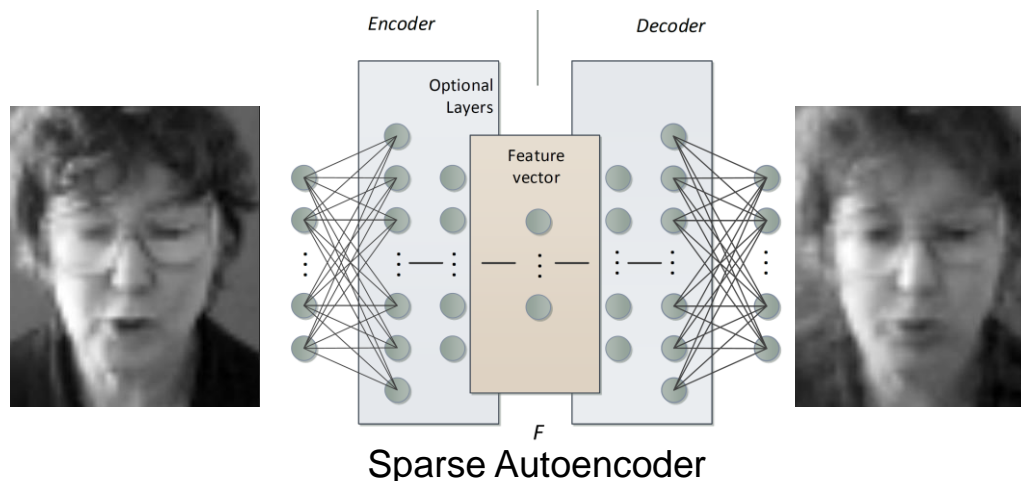 Encoder
Decoder
Optional
Layers
Feature
vector
F
Sparse Autoencoder